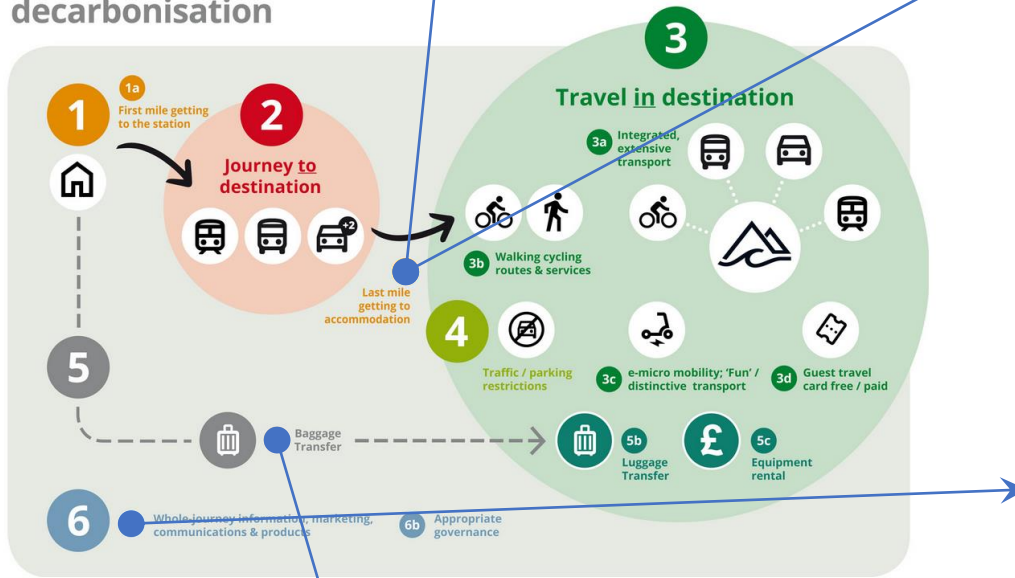 decarbonisation
1
1a
First mile getting
to the station
2
Journey to
destination
+2
Last mile
getting to
accommodation
3
Travel in destination
3a
Integrated,
extensive
transport
3b
Walking cycling
routes & services
4
Traffic / parking
restrictions
3c
e-micro mobility; ‘Fun’ /
distinctive transport
3d
Guest travel
card free / paid
5
Baggage
Transfer
5b
Luggage
Transfer
£
5c
Equipment
rental
6
Whole-journey information, marketing,
communications & products
6b
Appropriate
governance